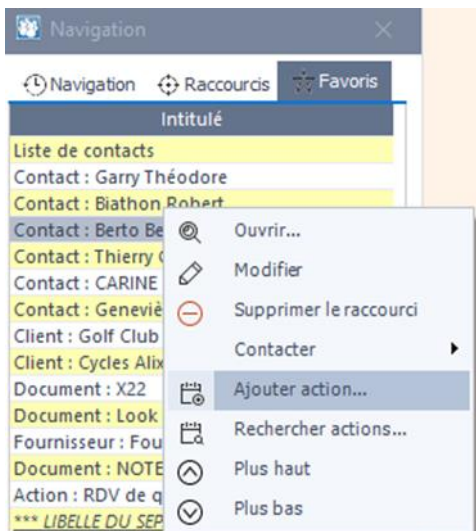 Navigation
Navigation Raccourcis Favoris
Intitulé
Liste de contacts
Contact : Garry Théodore
Contact : Biathon Robert
Contact : Berto Be
Contact : Thierry
Contact : CARINE
Contact : Geneviè
Client : Golf Club
Client : Cycles Alix
Document : X22
Document : Look
Fournisseur : Fou
Document : NOTE
Action : RDV de q
*** LIBELLE DU SEP
Ouvrir...
Modifier
Supprimer le raccourci
Contacter
Ajouter action...
Rechercher actions...
Plus haut
Plus bas